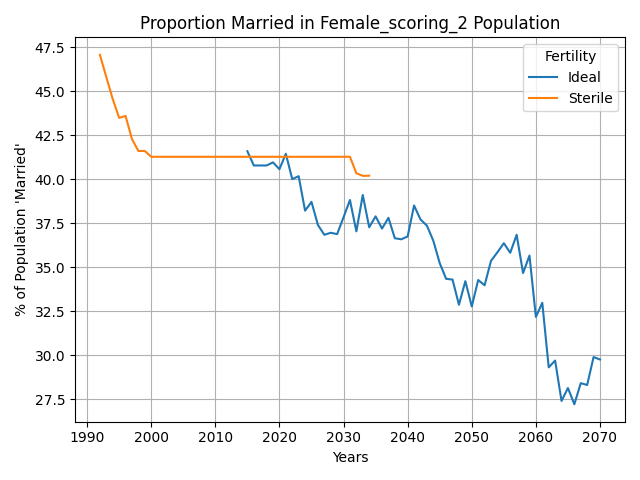 Proportion Married in Female_scoring_2 Population
Fertility
Ideal
Sterile
% of Population 'Married'
47.5
45.0
42.5
40.0
37.5
35.0
32.5
30.0
27.5
1990 2000 2010 2020 2030 2040 2050 2060 2070
Years